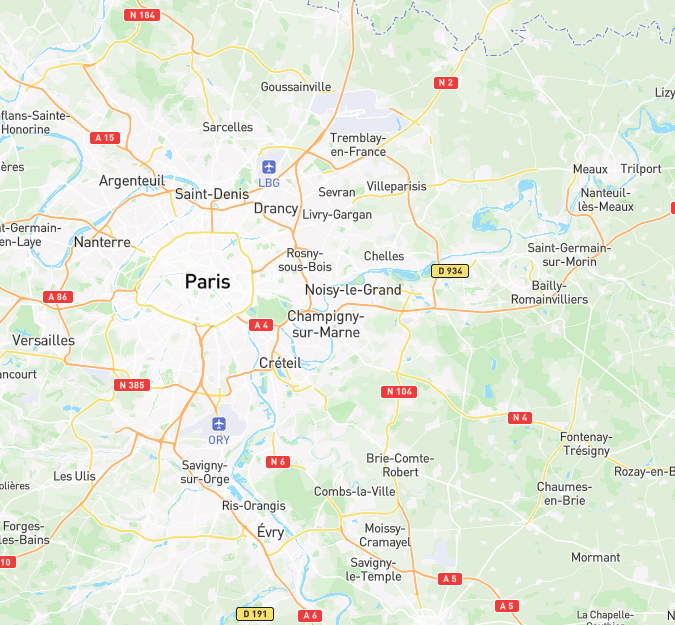 N 184
Goussainville
N 2
Lizy
flans-Sainte-
Honorine
A 15
Sarcelles
Tremblay-
en-France
ères
LBG
Meaux
Trilport
Argenteuil
Saint-Denis
Sevran
Villeparisis
Nanteuil-
lès-Meaux
Drancy
Livry-Gargan
t-Germain-
en-Laye
Nanterre
Rosny-
sous-Bois
Chelles
Saint-Germain-
sur-Morin
D 934
Paris
Noisy-le-Grand
Bailly-
Romainvilliers
A 86
A 4
Champigny-
sur-Marne
Versailles
Créteil
ancourt
N 385
N 104
N 4
ORY
Fontenay-
Trésigny
N 6
Brie-Comte-
Robert
Savigny-
sur-Orge
Les Ulis
Rozay-en-B
olières
Combs-la-Ville
Chaumes-
en-Brie
Ris-Orangis
Forges-
les-Bains
Évry
Moissy-
Cramayel
10
Mormant
Savigny-
le-Temple
A 5
A 5
D 191
A 6
La Chapelle-
N